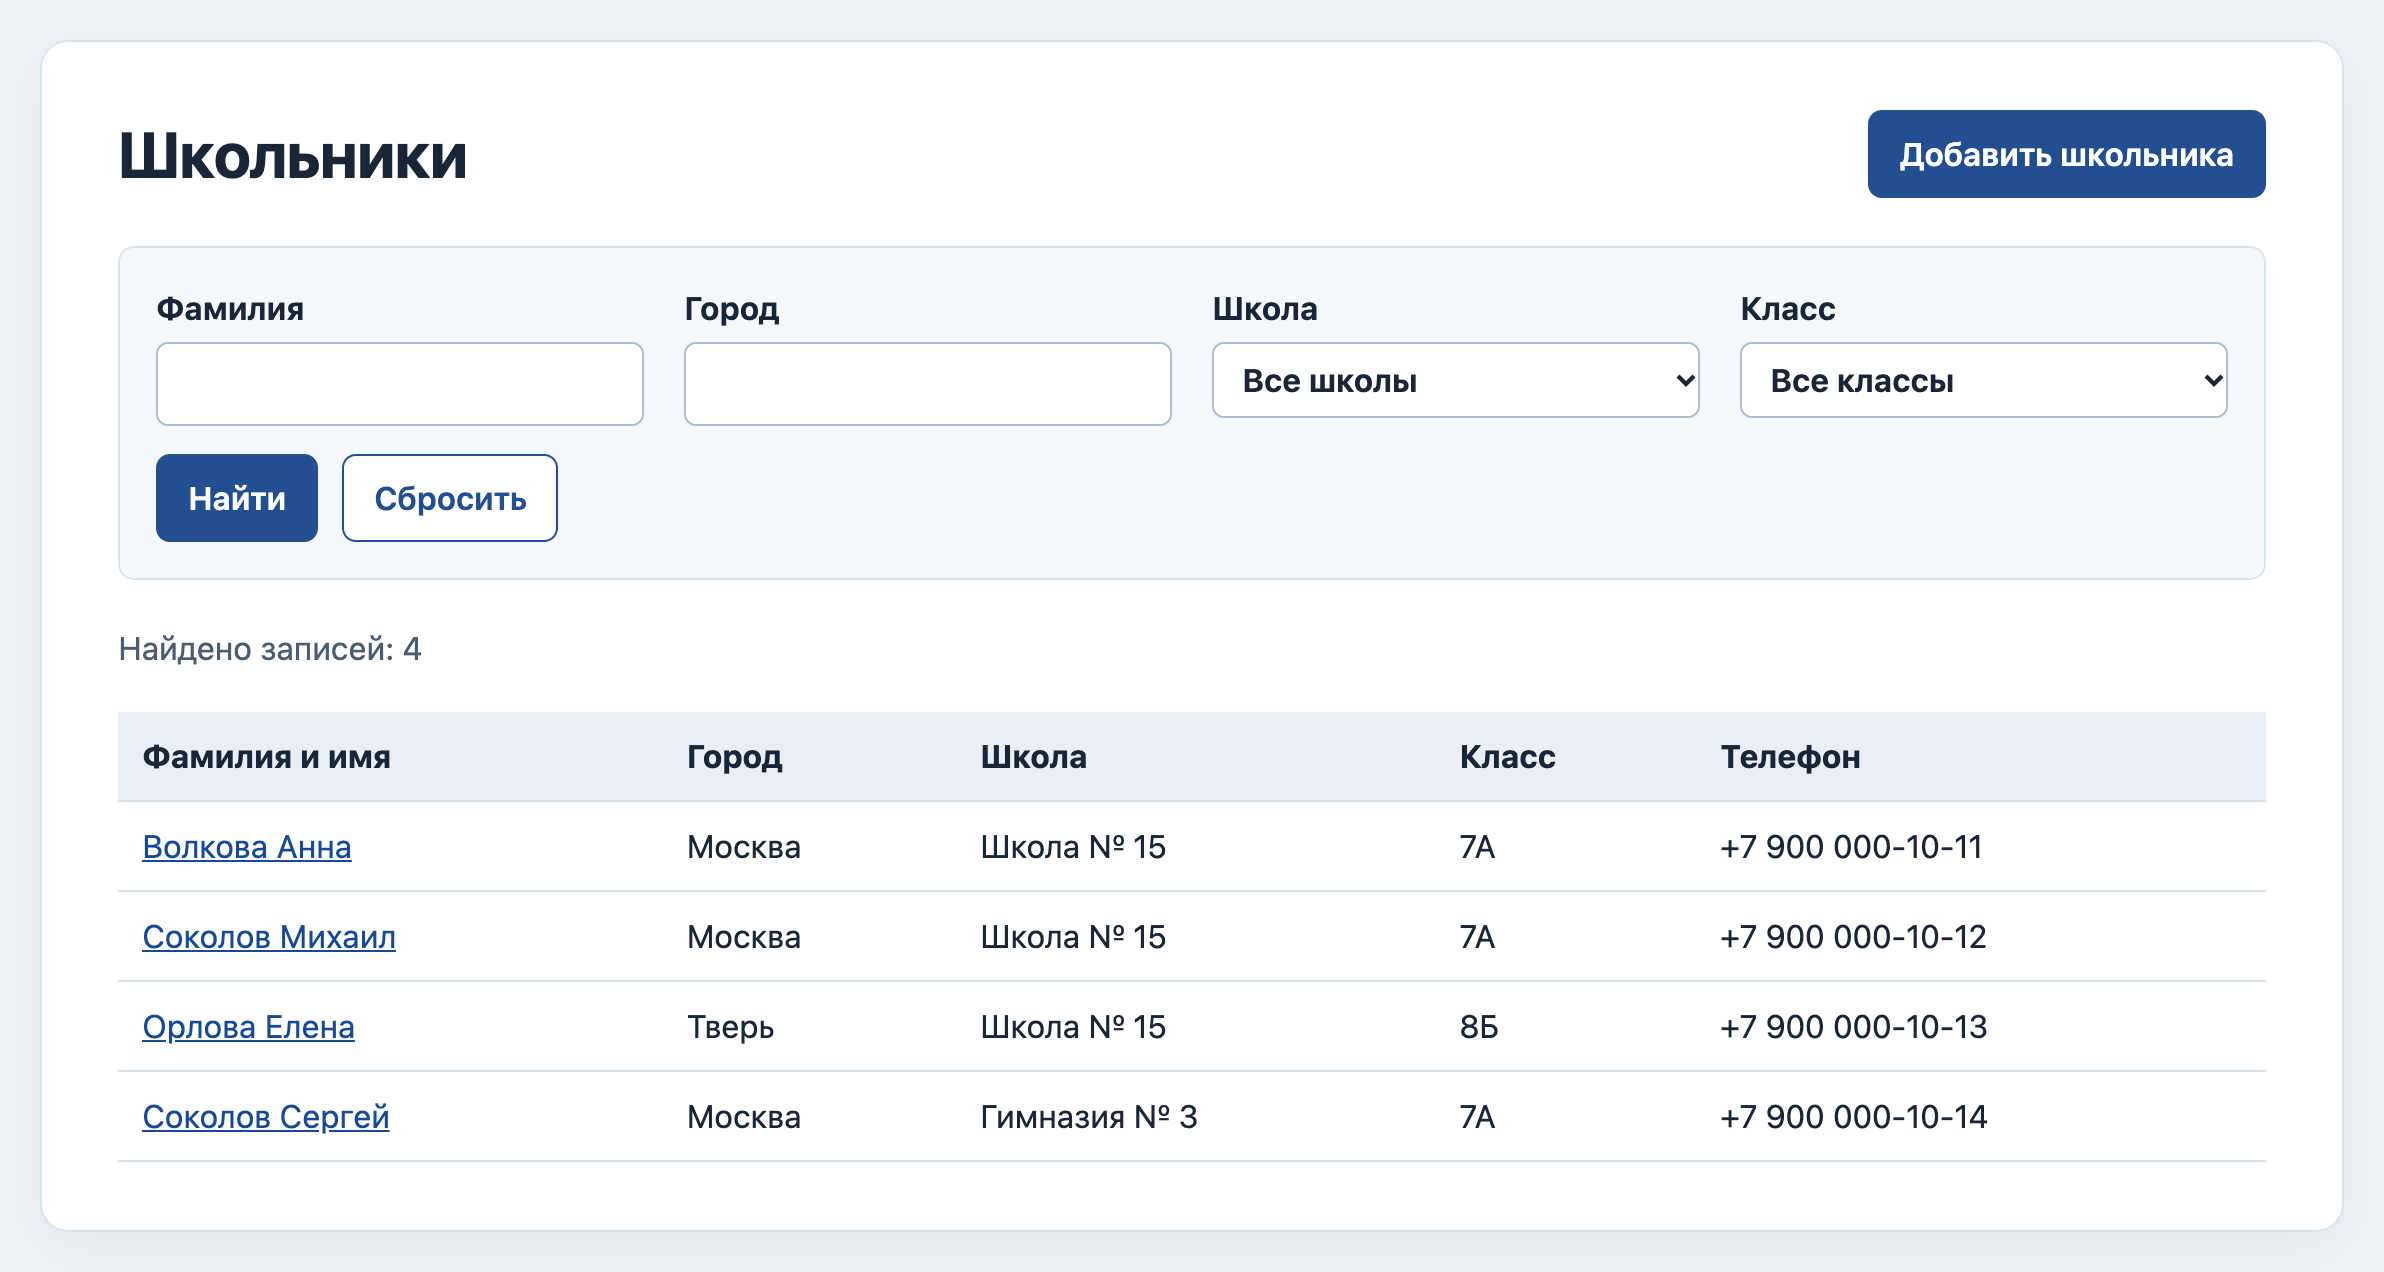 Школьники
Добавить школьника
Фамилия Город Школа Класс
Все школы Все классы
Найти Сбросить
Найдено записей: 4
Фамилия и имя Город Школа Класс Телефон
Волкова Анна Москва Школа № 15 7А +7 900 000-10-11
Соколов Михаил Москва Школа № 15 7А +7 900 000-10-12
Орлова Елена Тверь Школа № 15 8Б +7 900 000-10-13
Соколов Сергей Москва Гимназия № 3 7А +7 900 000-10-14